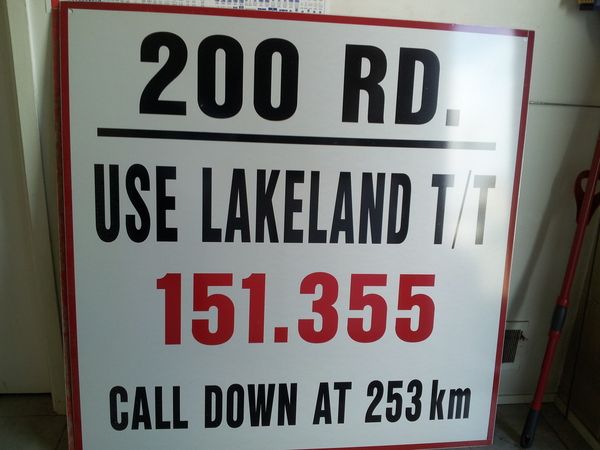 200 RD.
USE LAKELAND T/T
151.355
CALL DOWN AT 253 km